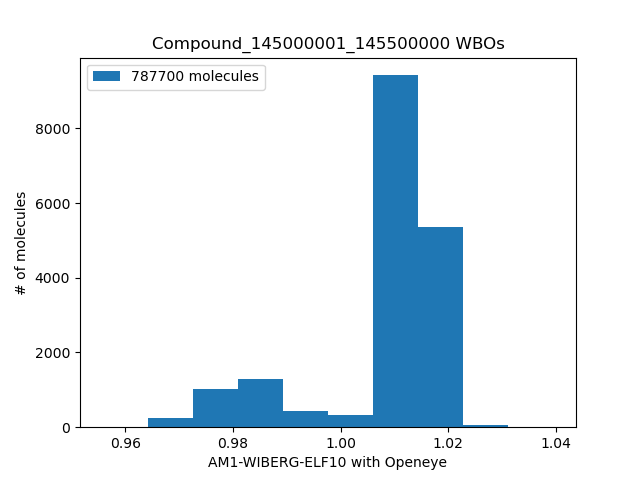 Compound_145000001_145500000 WBOs
787700 molecules
# of molecules
8000
6000
4000
2000
0
0.96 0.98 1.00 1.02 1.04
AM1-WIBERG-ELF10 with Openeye